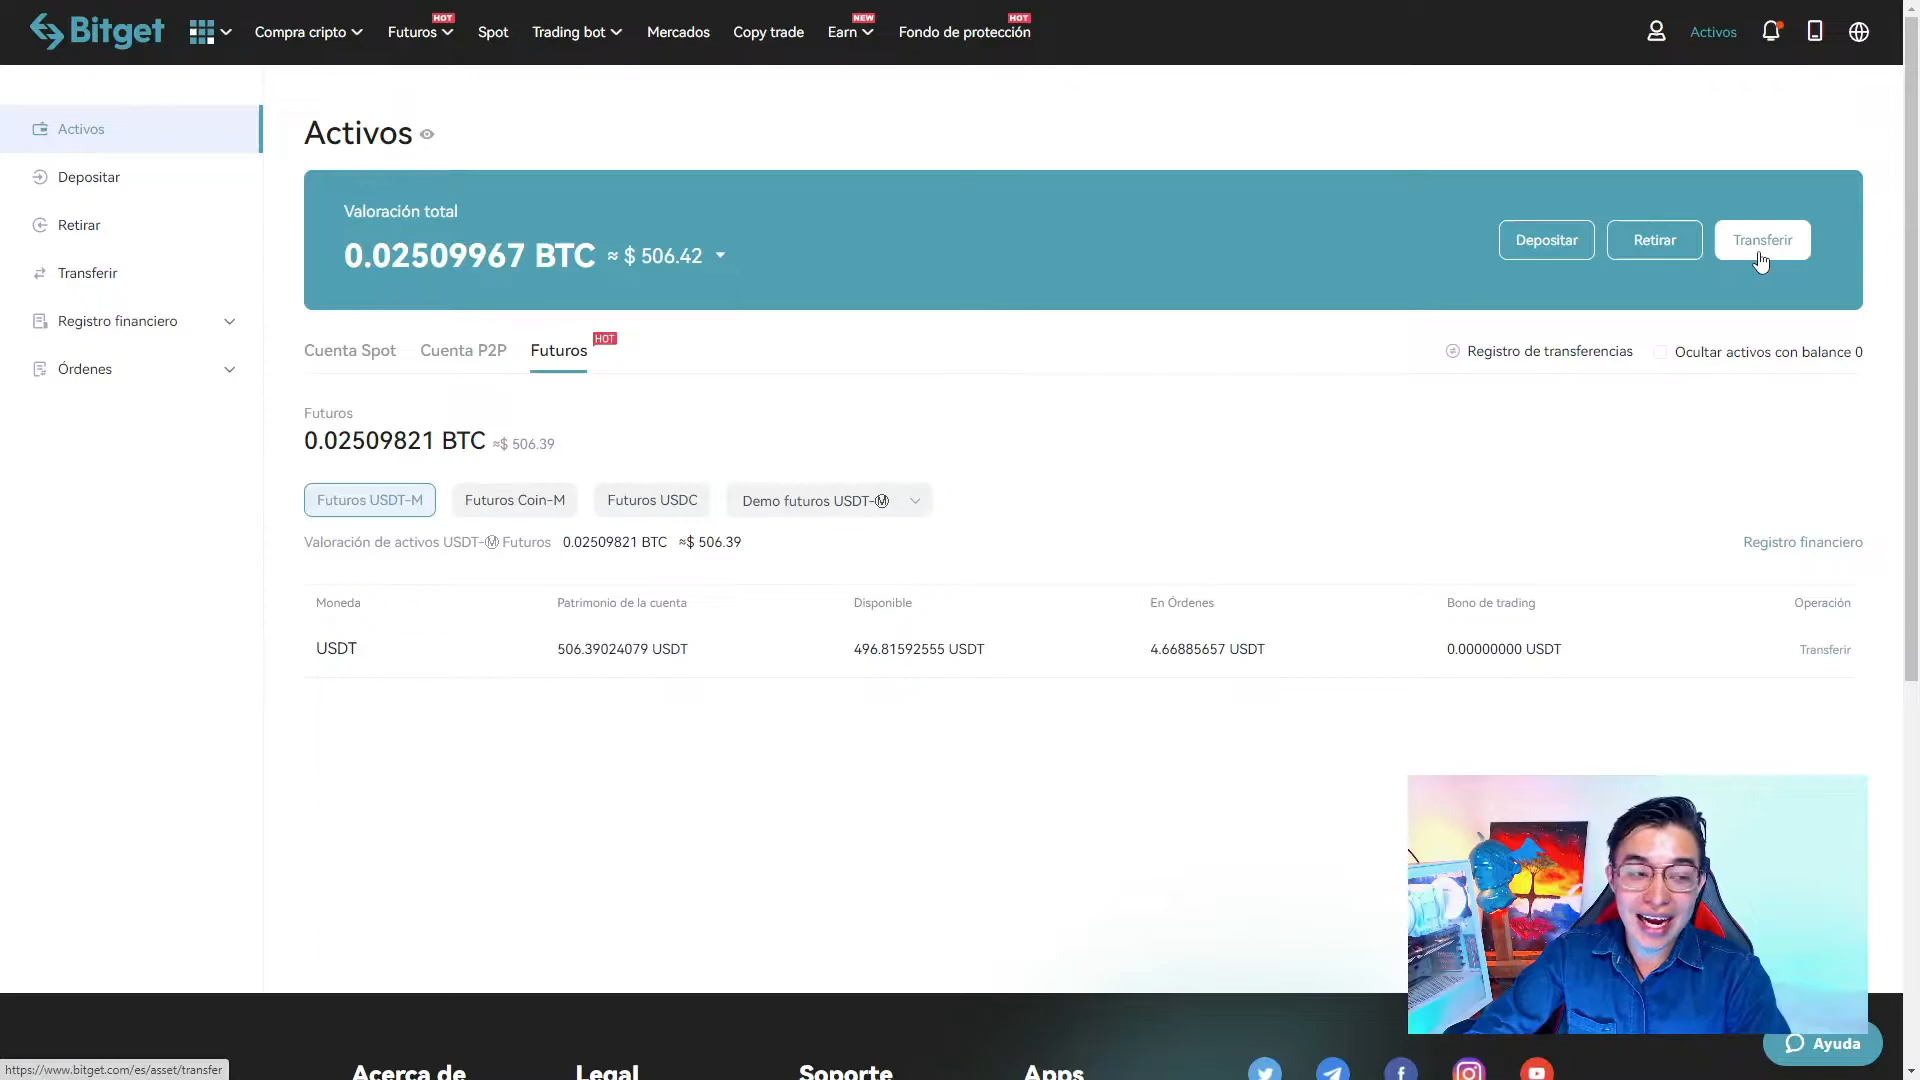 Bitget
Compra cripto
Futuros
HOT
Spot
Trading bot
Mercados
Copy trade
Earn
NEW
Fondo de protección
HOT
Activos
Activos
Depositar
Retirar
Transferir
Registro financiero
Órdenes
Activos
Valoración total
0.02509967 BTC ≈ $ 506.42
Depositar
Retirar
Transferir
Cuenta Spot
Cuenta P2P
Futuros
HOT
Registro de transferencias
Ocultar activos con balance 0
Futuros
0.02509821 BTC ≈$ 506.39
Futuros USDT-M
Futuros Coin-M
Futuros USDC
Demo futuros USDT-Ⓜ
Valoración de activos USDT-Ⓜ Futuros 0.02509821 BTC ≈$ 506.39
Registro financiero
Moneda Patrimonio de la cuenta Disponible En Órdenes Bono de trading Operación
USDT 506.39024079 USDT 496.81592555 USDT 4.66885657 USDT 0.00000000 USDT Transferir
Ayuda
https://www.bitget.com/es/asset/transfer
Acerca de
Legal
Soporte
Apps